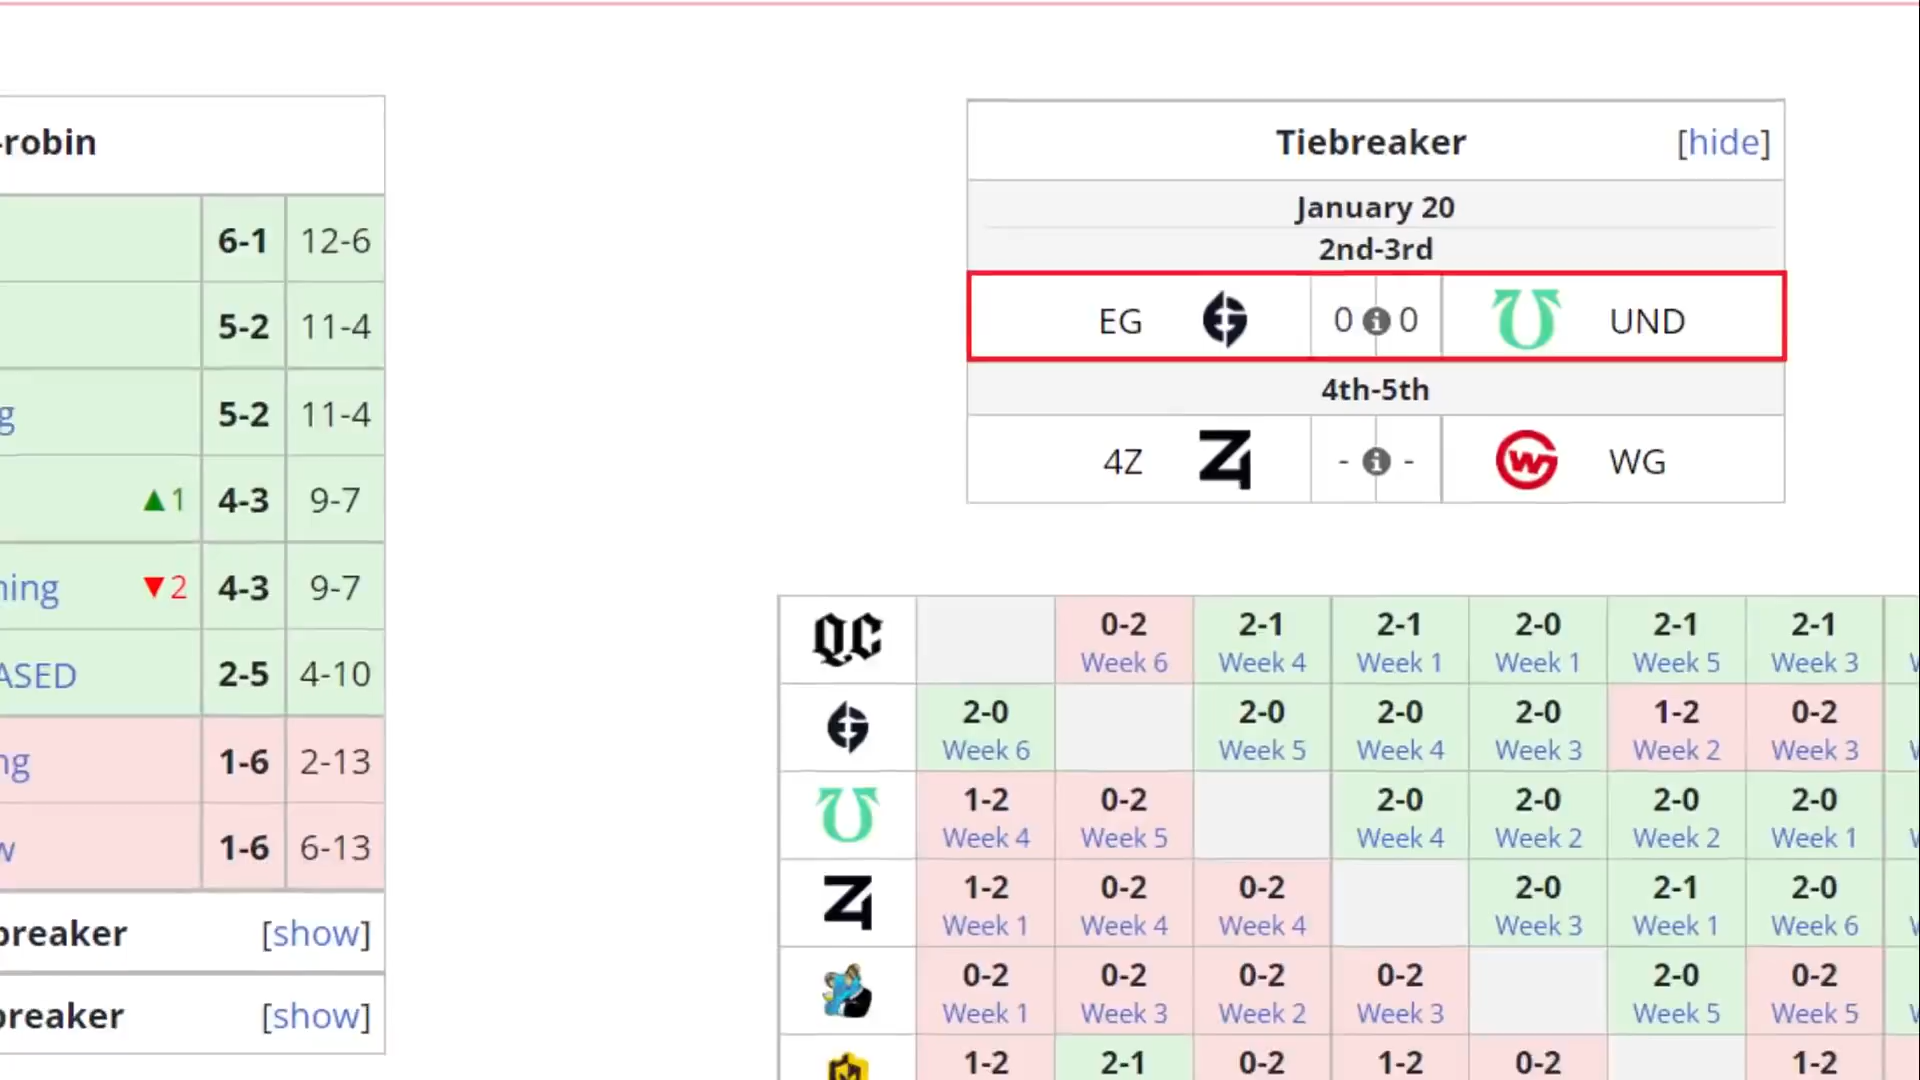 -robin
6-1 12-6
5-2 11-4
g 5-2 11-4
▲1 4-3 9-7
ning ▼2 4-3 9-7
ASED 2-5 4-10
ng 1-6 2-13
w 1-6 6-13
breaker [show]
breaker [show]
Tiebreaker [hide]
January 20
2nd-3rd
EG 0 0 UND
4th-5th
4Z - - WG
QC 0-2 2-1 2-1 2-0 2-1 2-1
Week 6 Week 4 Week 1 Week 1 Week 5 Week 3
2-0 2-0 2-0 2-0 1-2 0-2
Week 6 Week 5 Week 4 Week 3 Week 2 Week 3
1-2 0-2 2-0 2-0 2-0 2-0
Week 4 Week 5 Week 4 Week 2 Week 2 Week 1
1-2 0-2 0-2 2-0 2-1 2-0
Week 1 Week 4 Week 4 Week 3 Week 1 Week 6
0-2 0-2 0-2 0-2 2-0 0-2
Week 1 Week 3 Week 2 Week 3 Week 5 Week 5
1-2 2-1 0-2 1-2 0-2 1-2